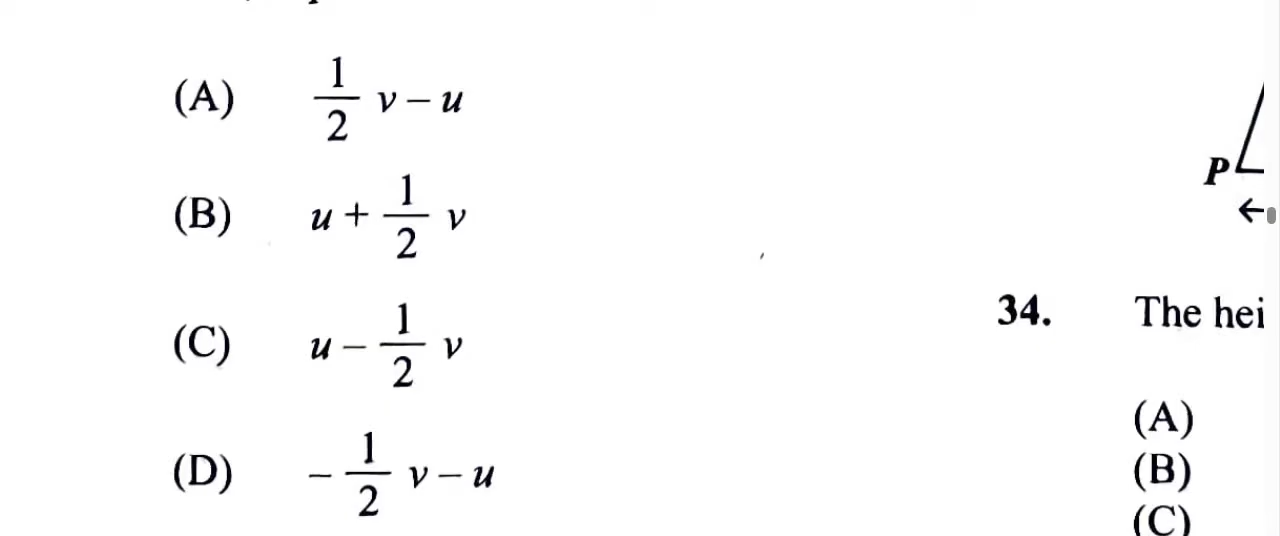 (A) 1/2 v – u
(B) u + 1/2 v
(C) u – 1/2 v
(D) – 1/2 v – u
P
←
34. The hei
(A)
(B)
(C)